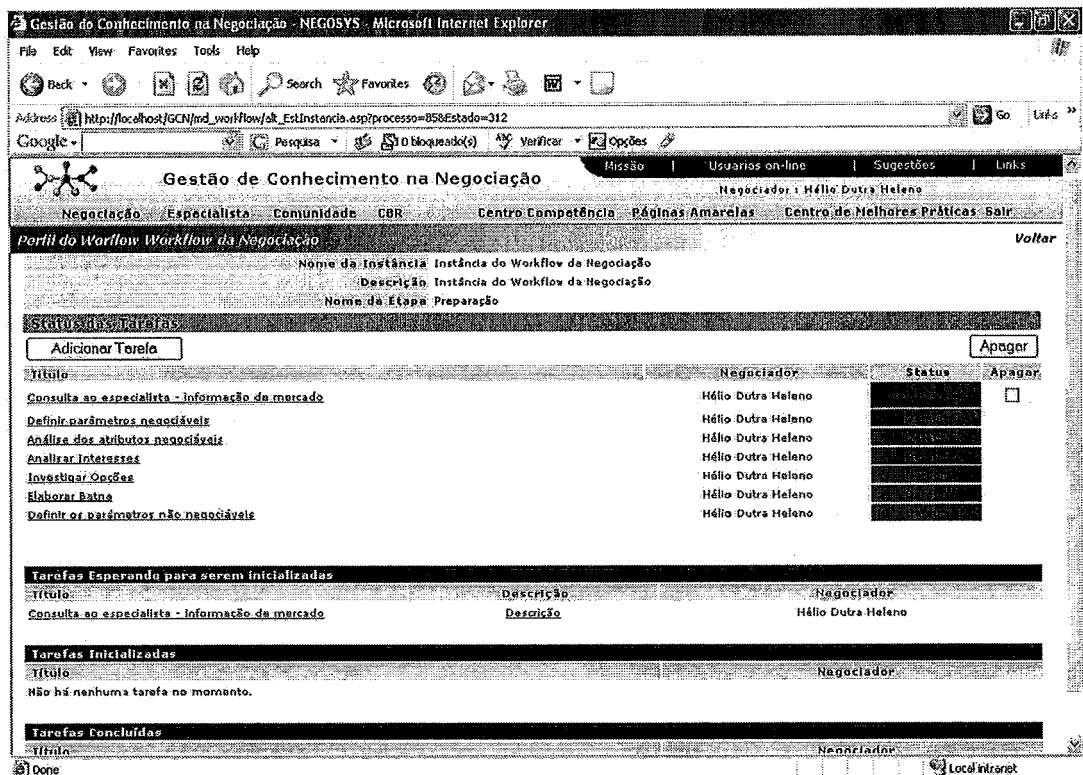 Gestão do Conhecimento na Negociação - NEGOSYS - Microsoft Internet Explorer
File Edit View Favorites Tools Help
Back Search Favorites
Address http://localhost/GCN/md_workflow/alt_EstInstancia.asp?processo=85&Estado=312 Go Links »
Google Pesquisa 0 bloqueado(s) Verificar Opções
Missão | Usuarios on-line | Sugestões | Links
Gestão de Conhecimento na Negociação
Negociador : Hélio Dutra Heleno
Negociação Especialista Comunidade CBR Centro Competência Páginas Amarelas Centro de Melhores Práticas Sair
Perfil do Worflow Workflow da Negociação Voltar
Nome da Instância Instância do Workflow da Negociação
Descrição Instância do Workflow da Negociação
Nome da Etapa Preparação
Status das Tarefas
Adicionar Tarefa Apagar
Título Negociador Status Apagar
Consulta ao especialista - informação de mercado Hélio Dutra Heleno
Definir parâmetros negociáveis Hélio Dutra Heleno
Análise dos atributos negociáveis Hélio Dutra Heleno
Analisar Interesses Hélio Dutra Heleno
Investigar Opções Hélio Dutra Heleno
Elaborar Batna Hélio Dutra Heleno
Definir os parâmetros não negociáveis Hélio Dutra Heleno
Tarefas Esperando para serem inicializadas
Título Descrição Negociador
Consulta ao especialista - informação de mercado Descrição Hélio Dutra Heleno
Tarefas Inicializadas
Título Negociador
Não há nenhuma tarefa no momento.
Tarefas Concluídas
Título Negociador
Done Local intranet